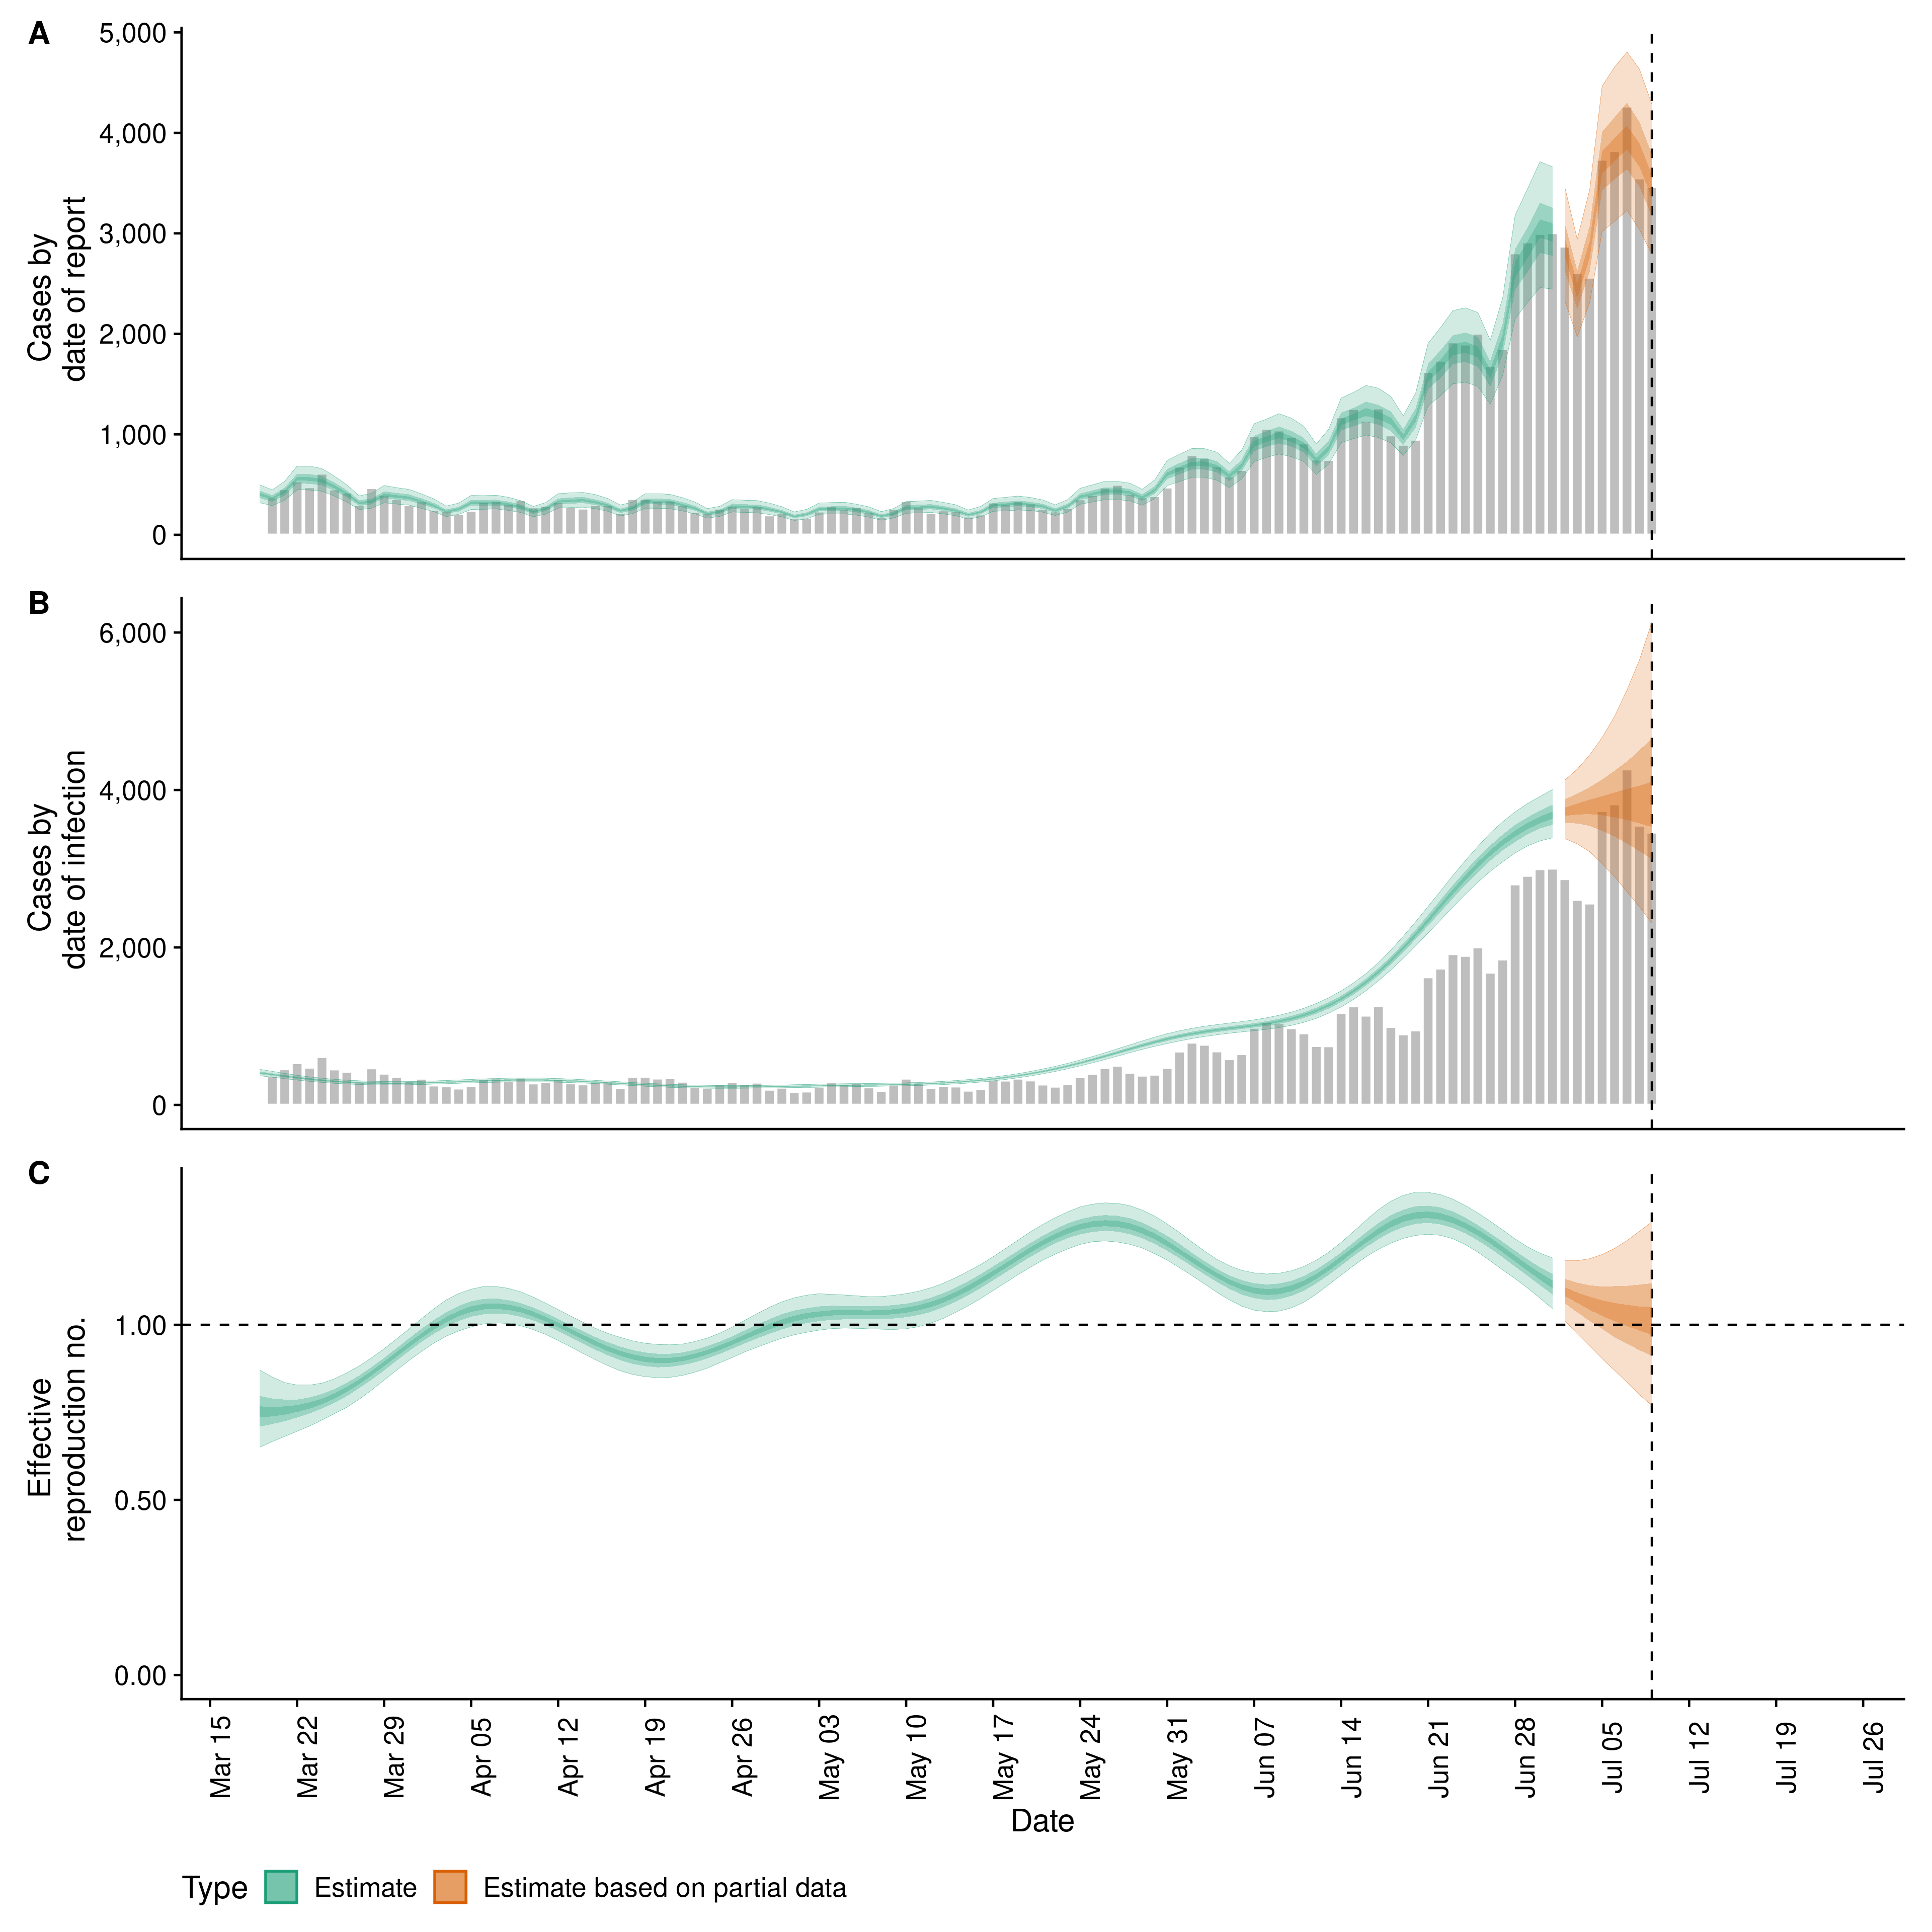 A
5,000
4,000
3,000
2,000
1,000
0
Cases by
date of report
B
6,000
4,000
2,000
0
Cases by
date of infection
C
1.00
0.50
0.00
Effective
reproduction no.
Mar 15
Mar 22
Mar 29
Apr 05
Apr 12
Apr 19
Apr 26
May 03
May 10
May 17
May 24
May 31
Jun 07
Jun 14
Jun 21
Jun 28
Jul 05
Jul 12
Jul 19
Jul 26
Date
Type Estimate Estimate based on partial data